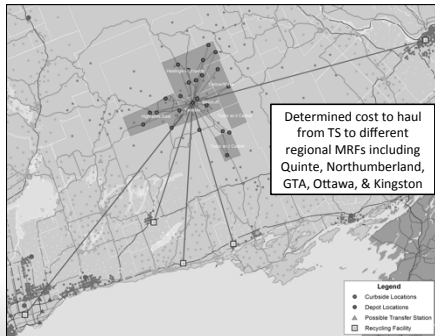 Determined cost to haul
from TS to different
regional MRFs including
Quinte, Northumberland,
GTA, Ottawa, & Kingston
Legend
Curbside Locations
Depot Locations
Possible Transfer Station
Recycling Facility